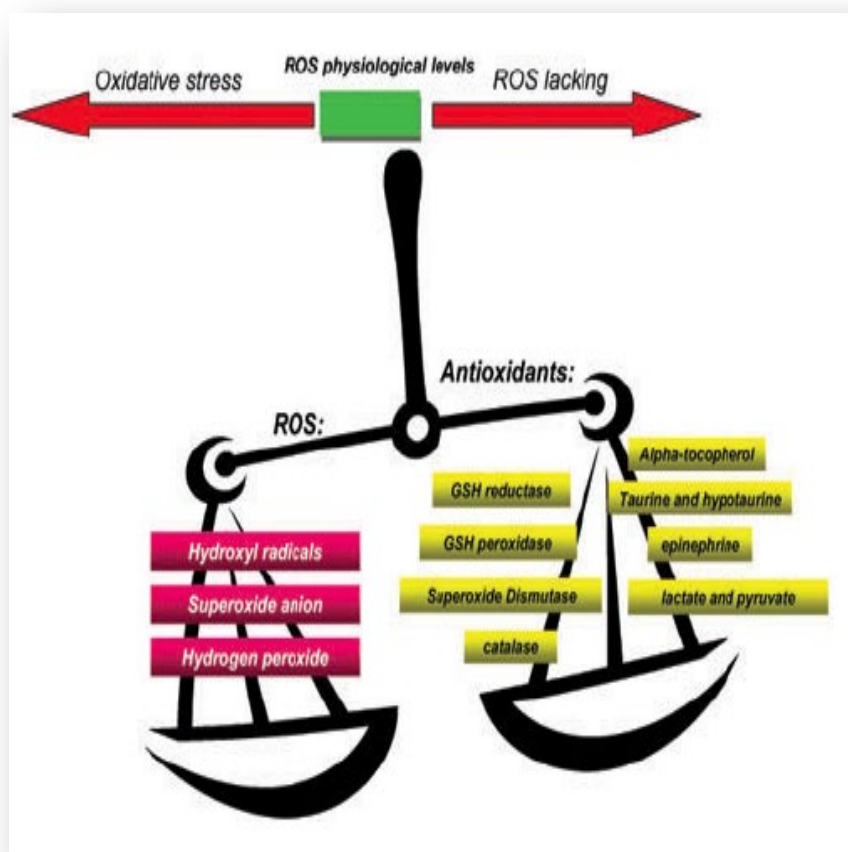 ROS physiological levels
Oxidative stress
ROS lacking
Antioxidants:
ROS:
Alpha-tocopherol
GSH reductase
Taurine and hypotaurine
Hydroxyl radicals
GSH peroxidase
epinephrine
Superoxide anion
Superoxide Dismutase
lactate and pyruvate
Hydrogen peroxide
catalase